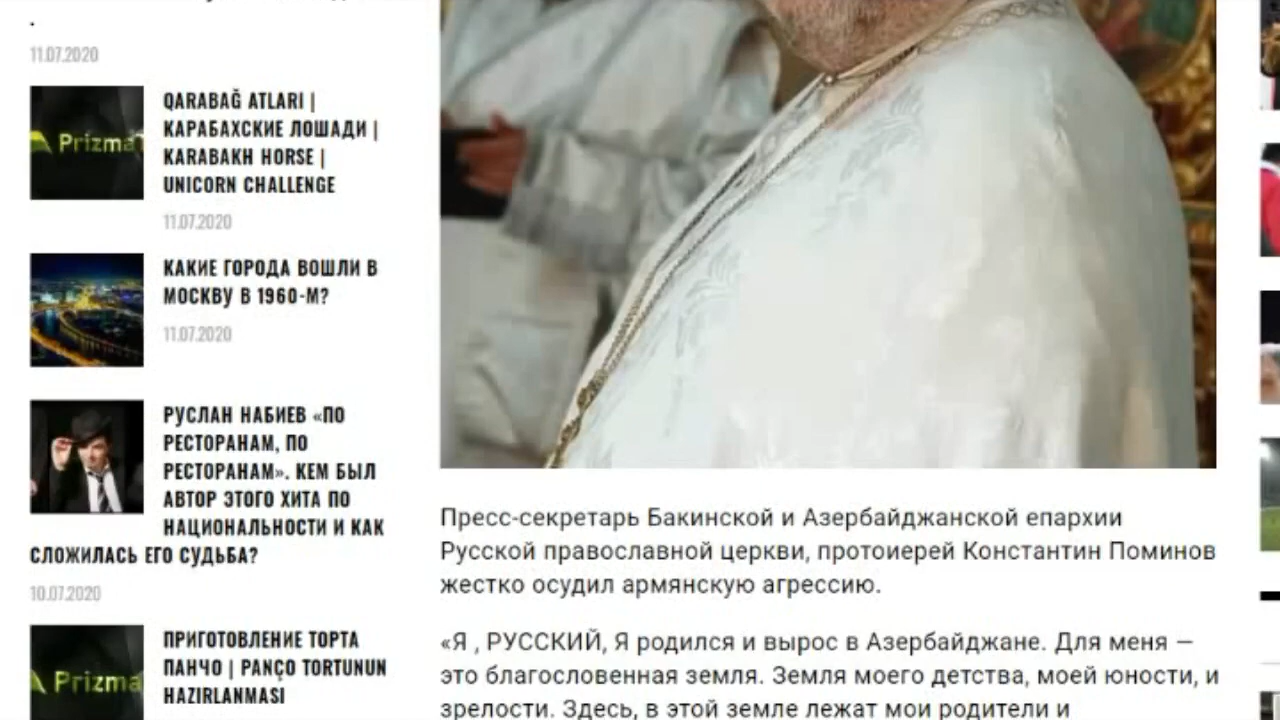 11.07.2020
QARABAĞ ATLARI |
КАРАБАХСКИЕ ЛОШАДИ |
KARABAKH HORSE |
UNICORN CHALLENGE
11.07.2020
КАКИЕ ГОРОДА ВОШЛИ В
МОСКВУ В 1960-М?
11.07.2020
РУСЛАН НАБИЕВ «ПО
РЕСТОРАНАМ, ПО
РЕСТОРАНАМ». КЕМ БЫЛ
АВТОР ЭТОГО ХИТА ПО
НАЦИОНАЛЬНОСТИ И КАК
СЛОЖИЛАСЬ ЕГО СУДЬБА?
10.07.2020
ПРИГОТОВЛЕНИЕ ТОРТА
ПАНЧО | PANÇO TORTUNUN
HAZIRLANMASI
Prizma
Prizma
Пресс-секретарь Бакинской и Азербайджанской епархии
Русской православной церкви, протоиерей Константин Поминов
жестко осудил армянскую агрессию.
«Я , РУССКИЙ, Я родился и вырос в Азербайджане. Для меня —
это благословенная земля. Земля моего детства, моей юности, и
зрелости. Здесь, в этой земле лежат мои родители и